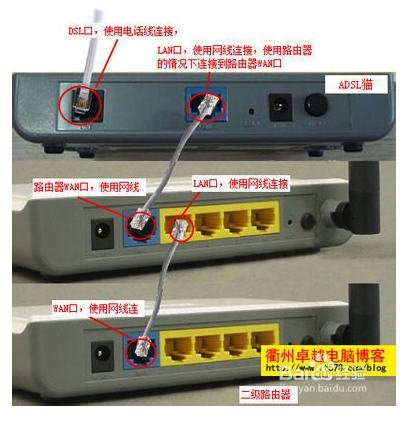 DSL口，使用电话线连接，
LAN口，使用网线连接，使用路由器
的情况下连接到路由器WAN口
ADSL猫
路由器WAN口，使用网线
LAN口，使用网线连接
WAN口，使用网线连
衢州卓越电脑博客
二级路由器